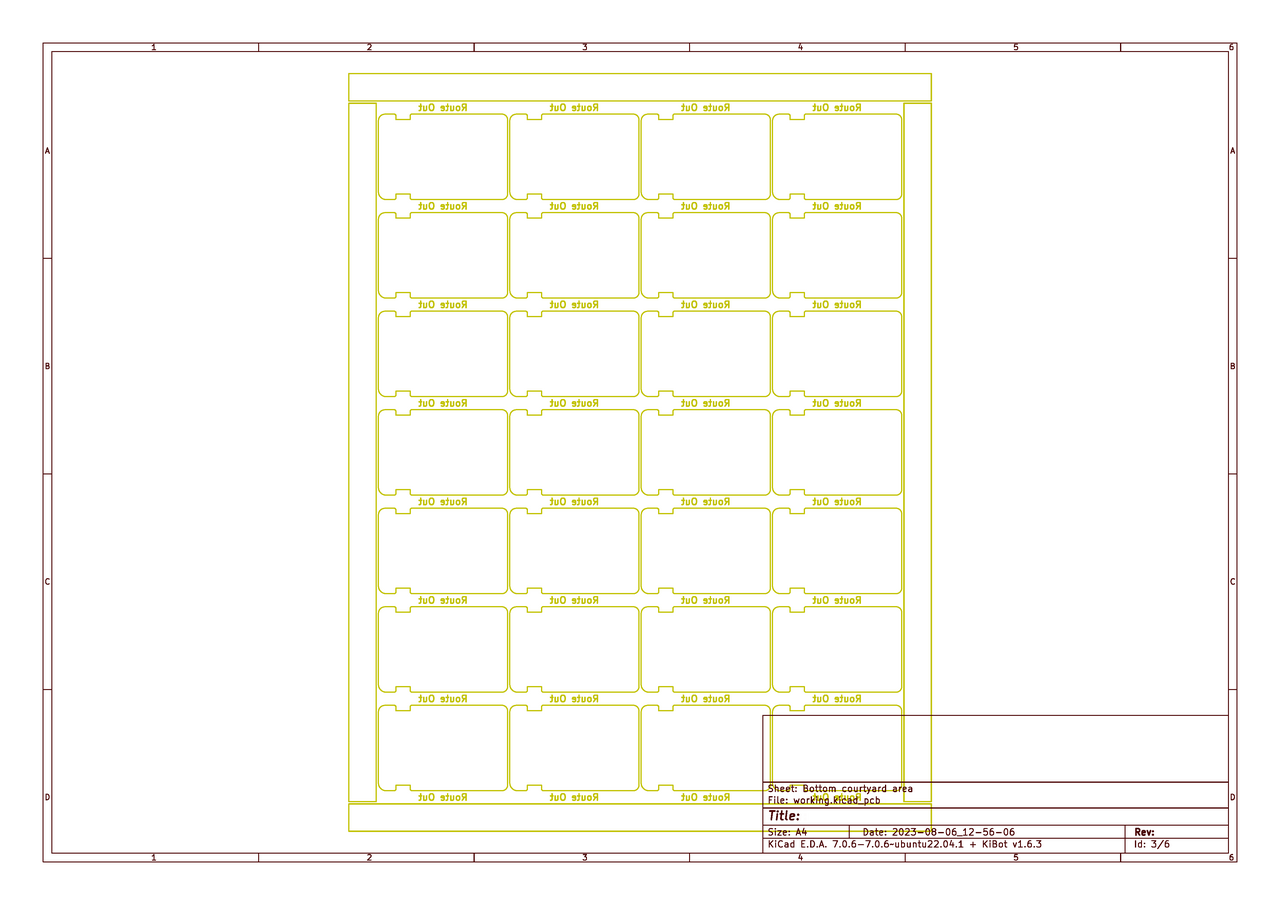 1 2 3 4 5 6
Route Out Route Out Route Out Route Out
A A
Route Out Route Out Route Out Route Out
Route Out Route Out Route Out Route Out
B B
Route Out Route Out Route Out Route Out
Route Out Route Out Route Out Route Out
C C
Route Out Route Out Route Out Route Out
Route Out Route Out Route Out Route Out
Sheet: Bottom courtyard area
D Route Out Route Out Route Out Route Out D
File: working.kicad_pcb
Title:
Size: A4 Date: 2023-08-06_12-56-06 Rev:
KiCad E.D.A. 7.0.6-7.0.6~ubuntu22.04.1 + KiBot v1.6.3 Id: 3/6
1 2 3 4 5 6